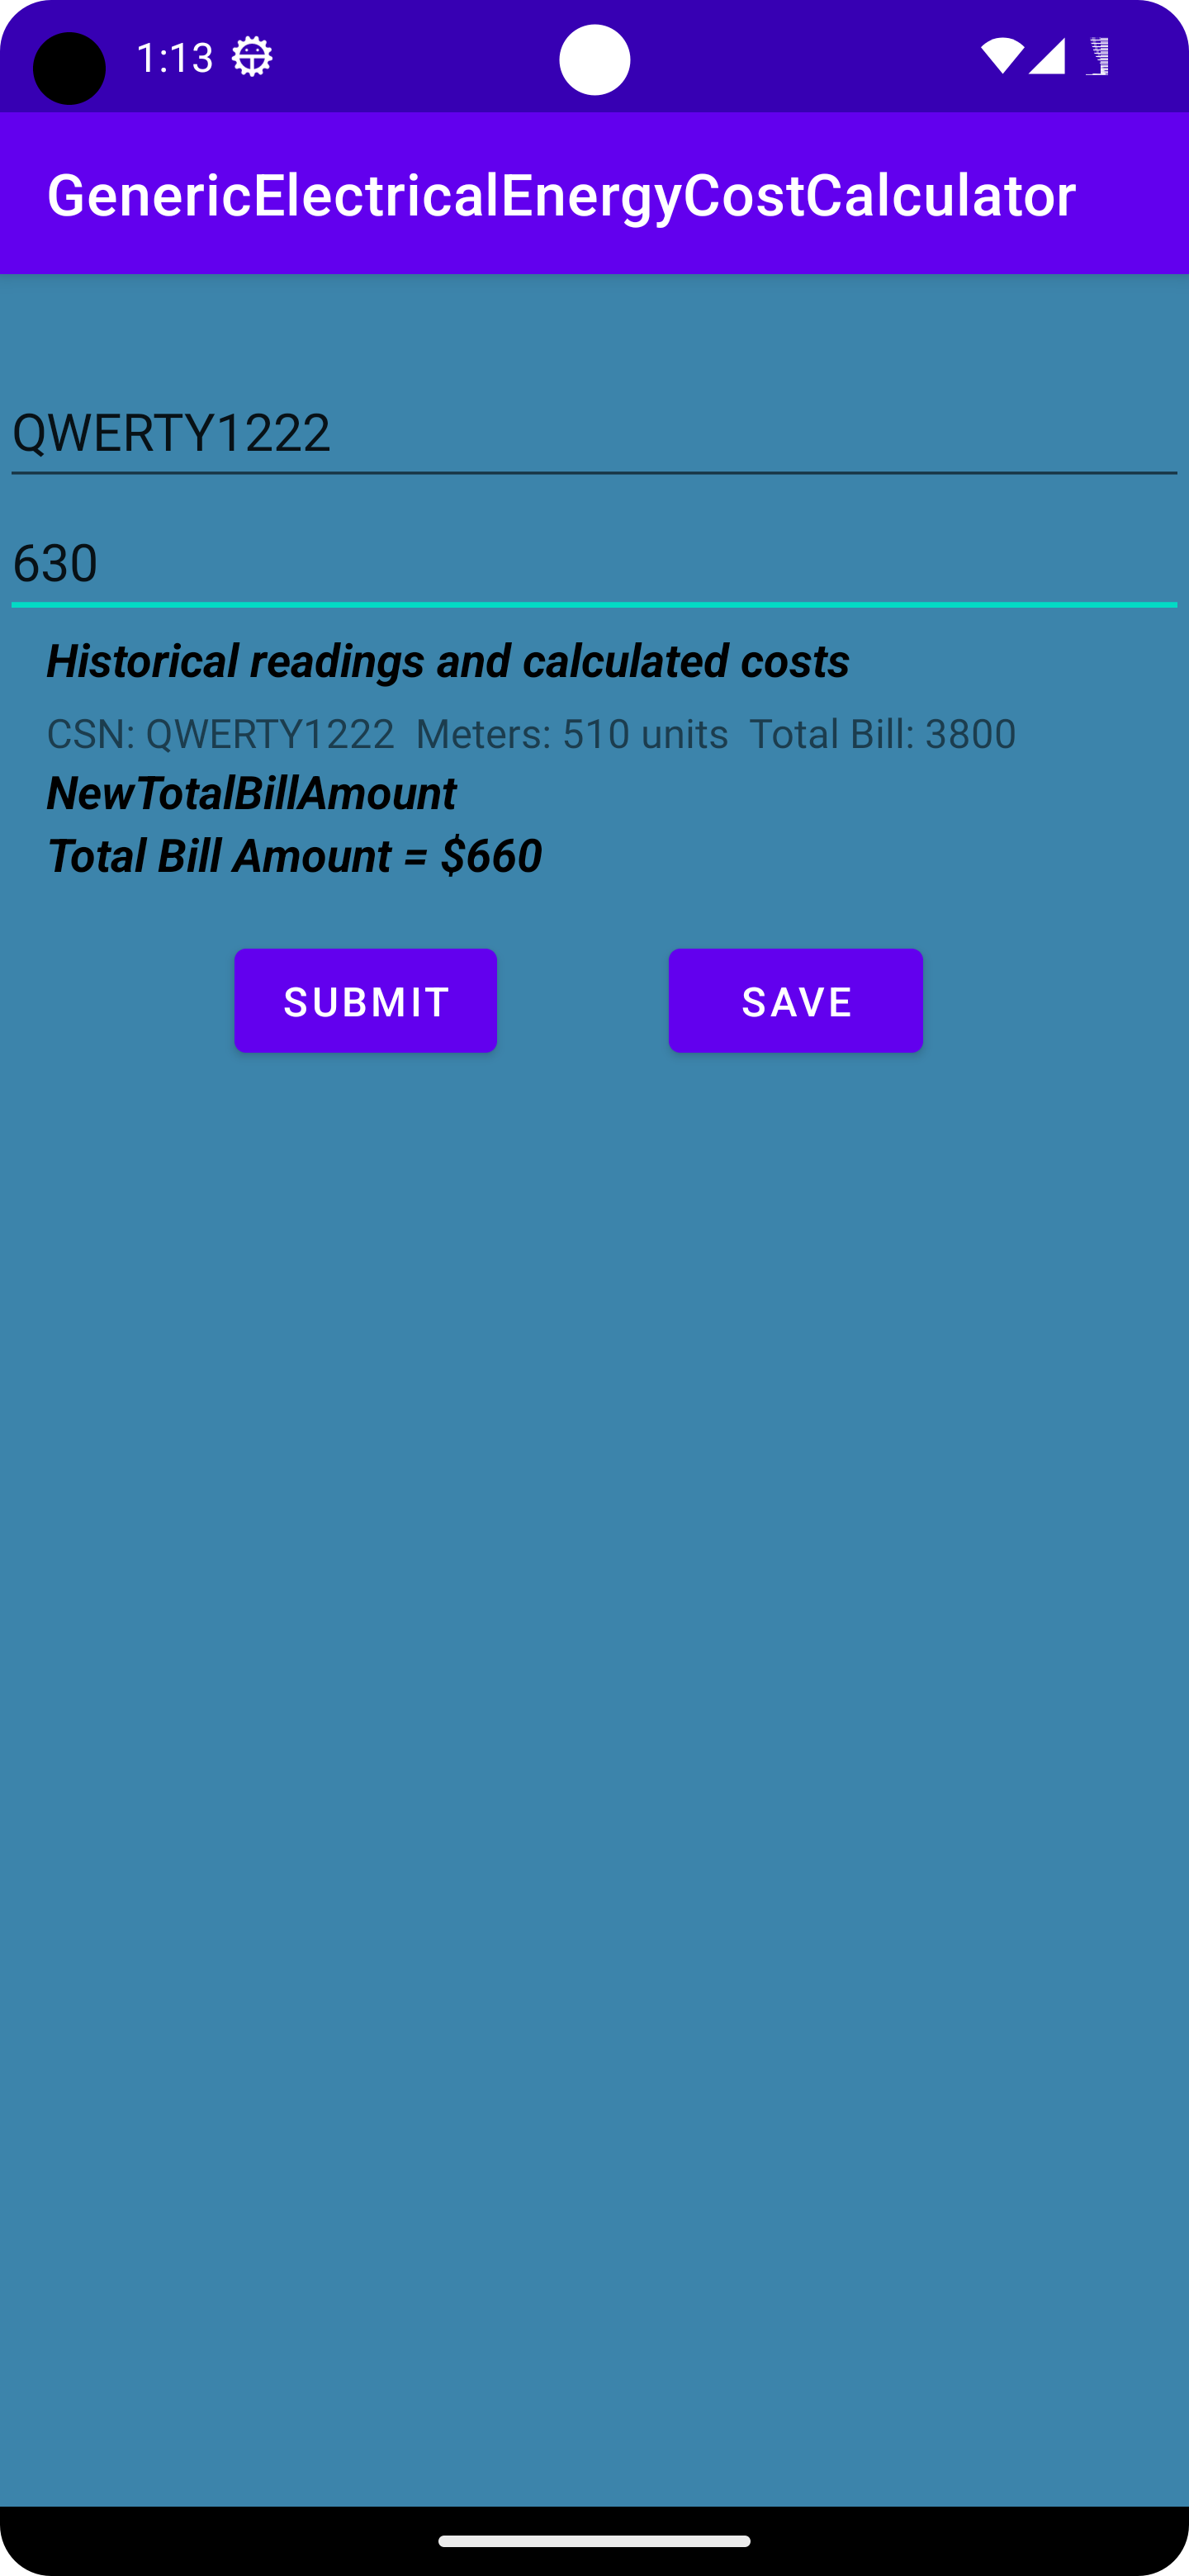 1:13
GenericElectricalEnergyCostCalculator
QWERTY1222
630
Historical readings and calculated costs
CSN: QWERTY1222  Meters: 510 units  Total Bill: 3800
NewTotalBillAmount
Total Bill Amount = $660
SUBMIT SAVE